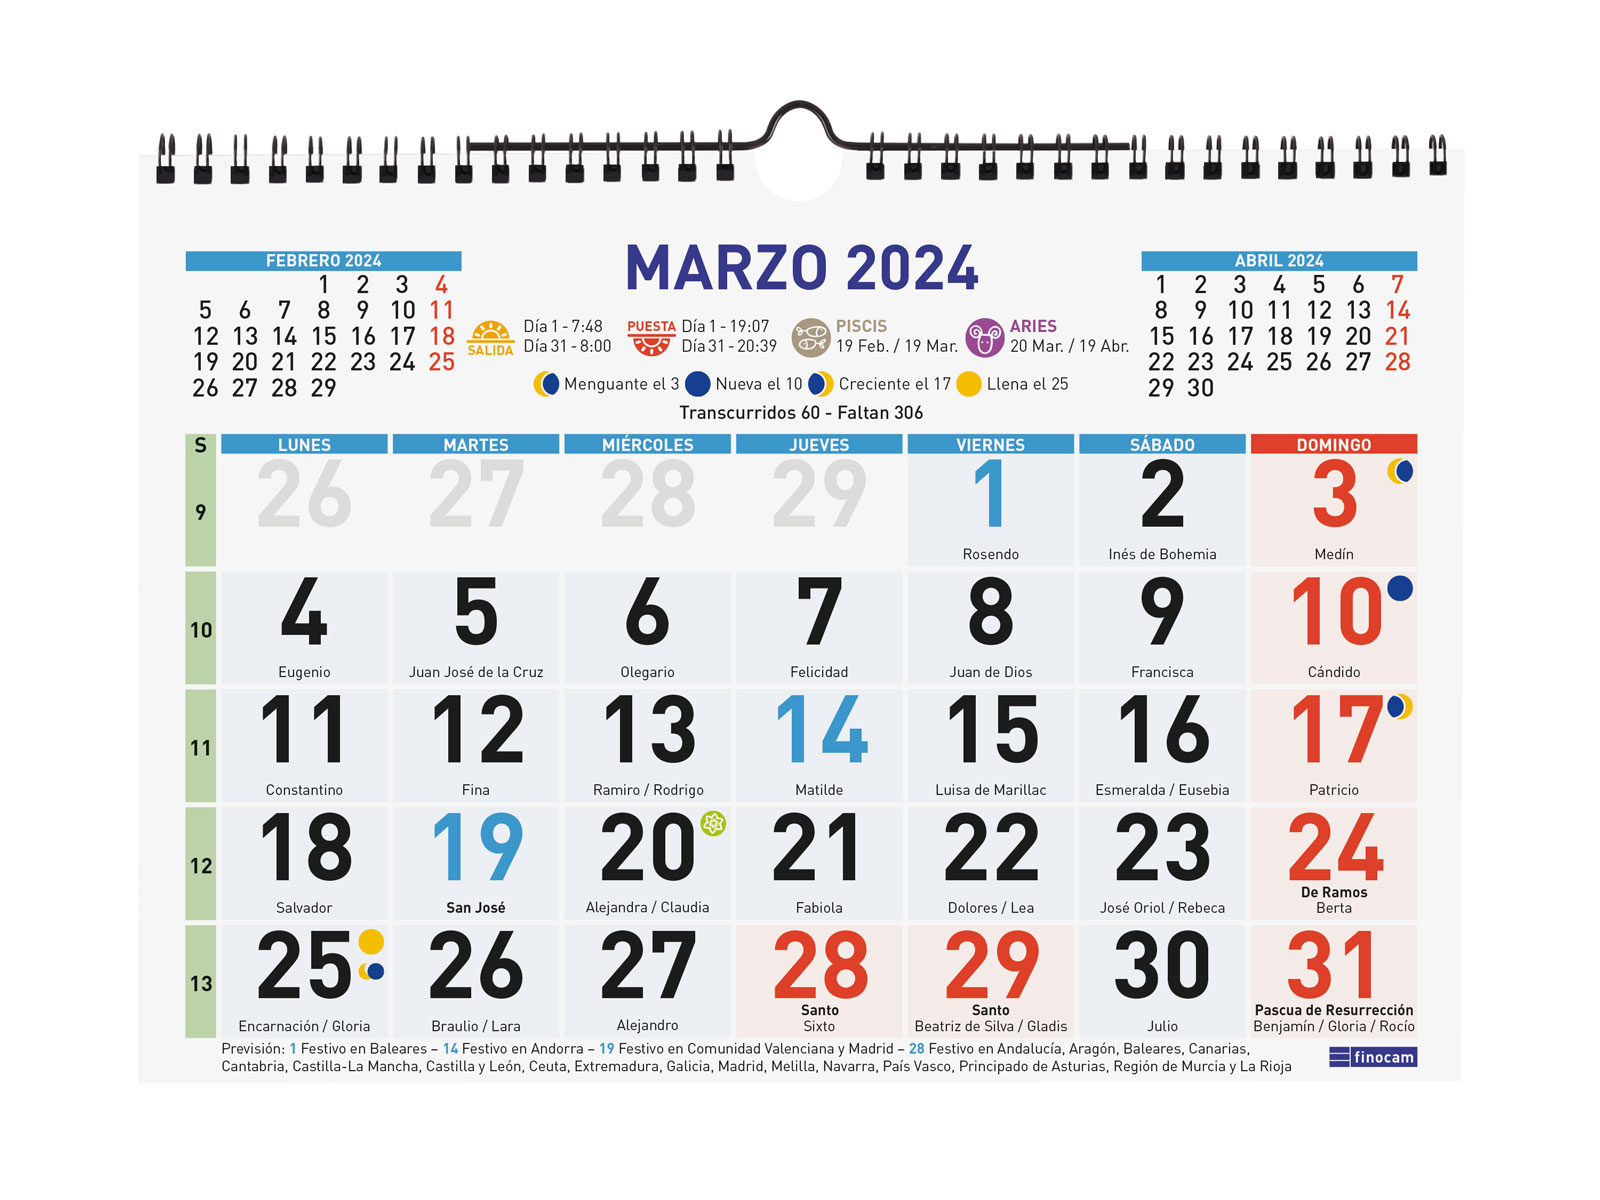 MARZO 2024
FEBRERO 2024
1 2 3 4
5 6 7 8 9 10 11
12 13 14 15 16 17 18
19 20 21 22 23 24 25
26 27 28 29
SALIDA
Día 1 - 7:48
Día 31 - 8:00
PUESTA
Día 1 - 19:07
Día 31 - 20:39
PISCIS
19 Feb. / 19 Mar.
ARIES
20 Mar. / 19 Abr.
Menguante el 3 Nueva el 10 Creciente el 17 Llena el 25
Transcurridos 60 - Faltan 306
ABRIL 2024
1 2 3 4 5 6 7
8 9 10 11 12 13 14
15 16 17 18 19 20 21
22 23 24 25 26 27 28
29 30
S LUNES MARTES MIÉRCOLES JUEVES VIERNES SÁBADO DOMINGO
9 26 27 28 29 1 2 3
Rosendo Inés de Bohemia Medín
10 4 5 6 7 8 9 10
Eugenio Juan José de la Cruz Olegario Felicidad Juan de Dios Francisca Cándido
11 11 12 13 14 15 16 17
Constantino Fina Ramiro / Rodrigo Matilde Luisa de Marillac Esmeralda / Eusebia Patricio
12 18 19 20 21 22 23 24
De Ramos
Salvador San José Alejandra / Claudia Fabiola Dolores / Lea José Oriol / Rebeca Berta
13 25 26 27 28 29 30 31
Santo Santo Pascua de Resurrección
Encarnación / Gloria Braulio / Lara Alejandro Sixto Beatriz de Silva / Gladis Julio Benjamín / Gloria / Rocío
Previsión: 1 Festivo en Baleares – 14 Festivo en Andorra – 19 Festivo en Comunidad Valenciana y Madrid – 28 Festivo en Andalucía, Aragón, Baleares, Canarias,
Cantabria, Castilla-La Mancha, Castilla y León, Ceuta, Extremadura, Galicia, Madrid, Melilla, Navarra, País Vasco, Principado de Asturias, Región de Murcia y La Rioja
finocam